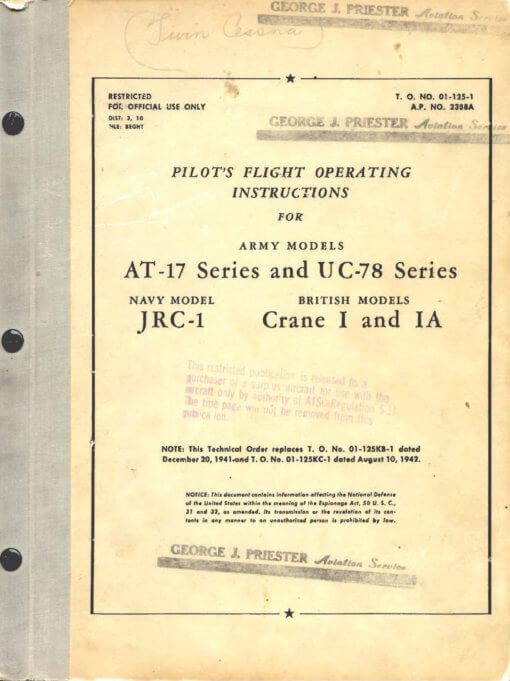 GEORGE J. PRIESTER Aviation Service
Twin Cessna
RESTRICTED
FOR OFFICIAL USE ONLY
DIST: 3, 10
FILE: BEGHT
T. O. NO. 01-125-1
A.P. NO. 2388A
GEORGE J. PRIESTER Aviation Service
PILOT'S FLIGHT OPERATING
INSTRUCTIONS
FOR
ARMY MODELS
AT-17 Series and UC-78 Series
NAVY MODEL
JRC-1
BRITISH MODELS
Crane I and IA
This restricted publication is released to a
purchaser of a surplus aircraft for use with the
aircraft only by authority of ATSC Regulation
The title page will not be removed from this
publication.
NOTE: This Technical Order replaces T. O. No. 01-125KB-1 dated
December 20, 1941 and T. O. No. 01-125KC-1 dated August 10, 1942.
NOTICE: This document contains information affecting the National Defense
of the United States within the meaning of the Espionage Act, 50 U. S. C.,
31 and 32, as amended. Its transmission or the revelation of its con-
tents in any manner to an unauthorized person is prohibited by law.
GEORGE J. PRIESTER Aviation Service